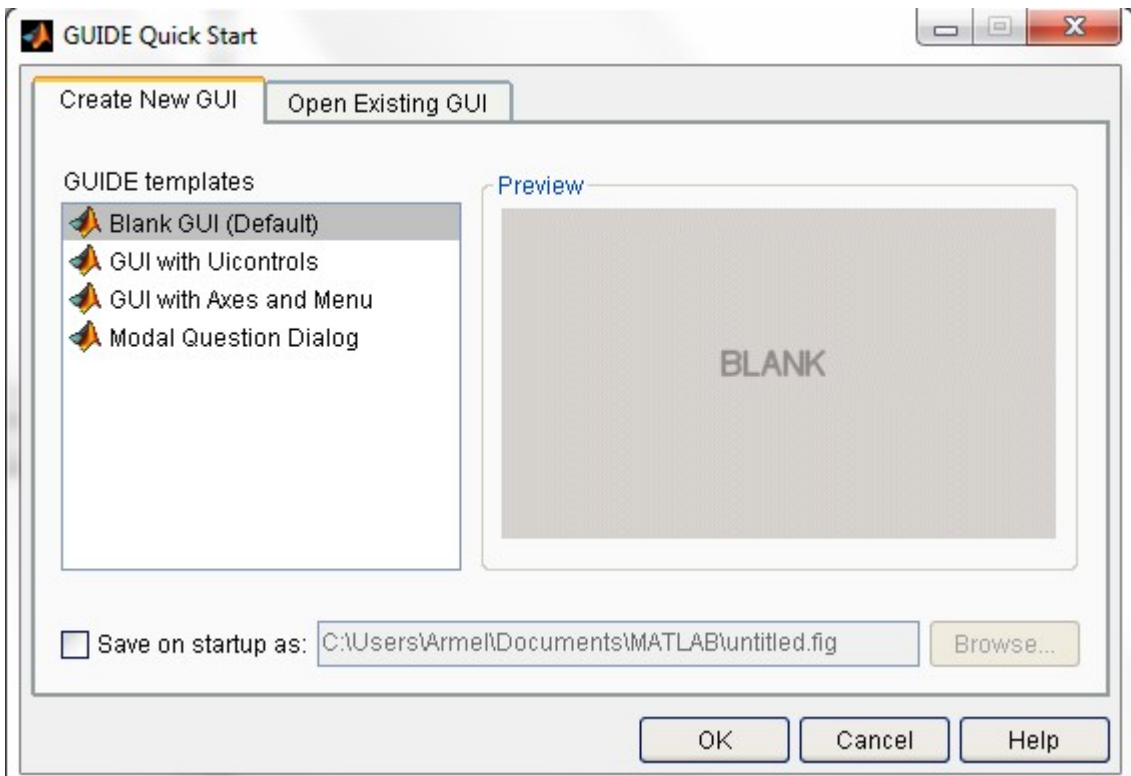 GUIDE Quick Start
Create New GUI
Open Existing GUI
GUIDE templates
Blank GUI (Default)
GUI with Uicontrols
GUI with Axes and Menu
Modal Question Dialog
Preview
BLANK
Save on startup as:
C:\Users\Armel\Documents\MATLAB\untitled.fig
Browse...
OK
Cancel
Help